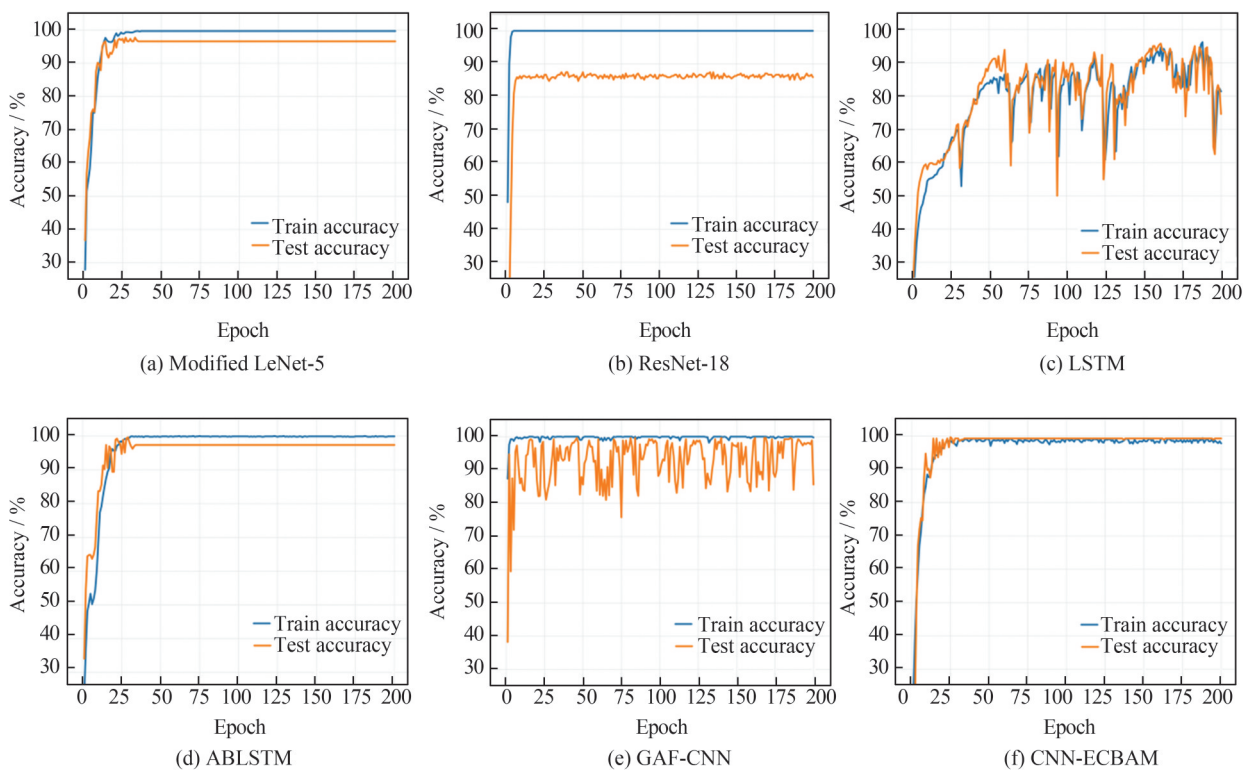 100
90
80
70
60
50
40
30
Accuracy / %
Train accuracy
Test accuracy
0 25 50 75 100 125 150 175 200
Epoch
(a) Modified LeNet-5
100
90
80
70
60
50
40
30
Accuracy / %
Train accuracy
Test accuracy
0 25 50 75 100 125 150 175 200
Epoch
(b) ResNet-18
100
90
80
70
60
50
40
30
Accuracy / %
Train accuracy
Test accuracy
0 25 50 75 100 125 150 175 200
Epoch
(c) LSTM
100
90
80
70
60
50
40
30
Accuracy / %
Train accuracy
Test accuracy
0 25 50 75 100 125 150 175 200
Epoch
(d) ABLSTM
100
90
80
70
60
50
40
30
Accuracy / %
Train accuracy
Test accuracy
0 25 50 75 100 125 150 175 200
Epoch
(e) GAF-CNN
100
90
80
70
60
50
40
30
Accuracy / %
Train accuracy
Test accuracy
0 25 50 75 100 125 150 175 200
Epoch
(f) CNN-ECBAM